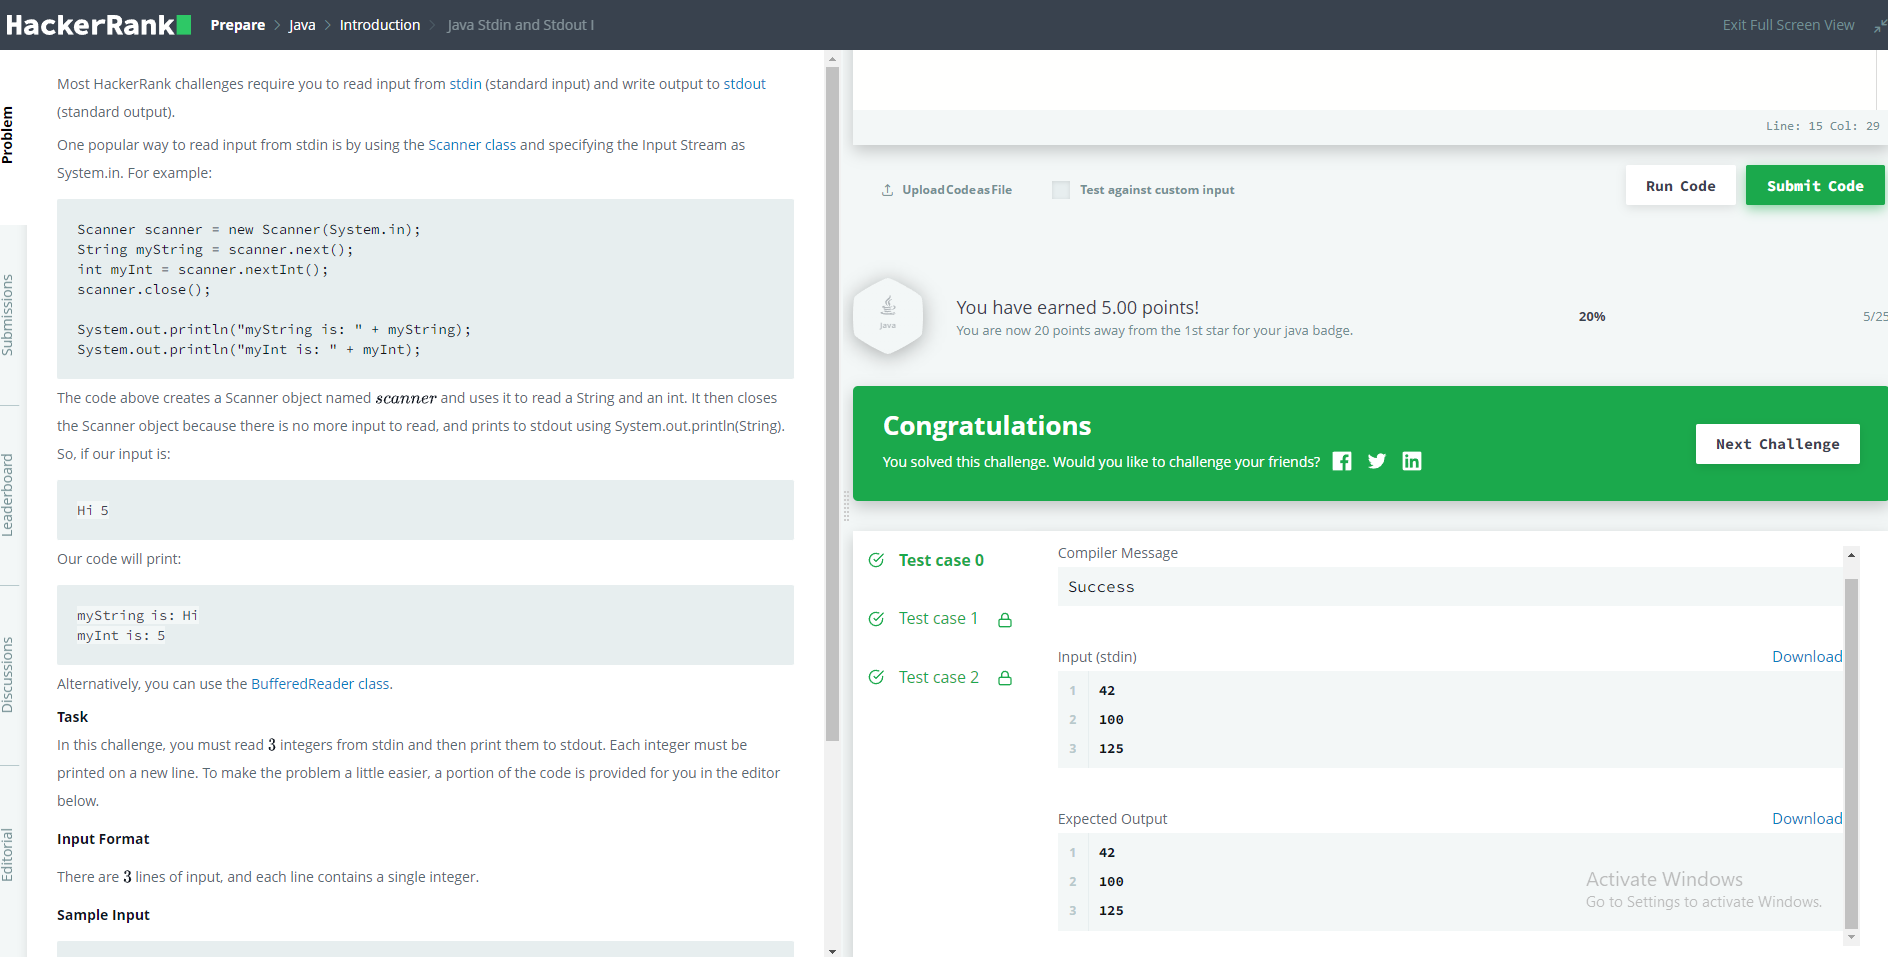 HackerRank
Prepare > Java > Introduction > Java Stdin and Stdout I
Exit Full Screen View
Problem
Submissions
Leaderboard
Discussions
Editorial
Most HackerRank challenges require you to read input from stdin (standard input) and write output to stdout
(standard output).
One popular way to read input from stdin is by using the Scanner class and specifying the Input Stream as
System.in. For example:
Scanner scanner = new Scanner(System.in);
String myString = scanner.next();
int myInt = scanner.nextInt();
scanner.close();
System.out.println("myString is: " + myString);
System.out.println("myInt is: " + myInt);
The code above creates a Scanner object named scanner and uses it to read a String and an int. It then closes
the Scanner object because there is no more input to read, and prints to stdout using System.out.println(String).
So, if our input is:
Hi 5
Our code will print:
myString is: Hi
myInt is: 5
Alternatively, you can use the BufferedReader class.
Task
In this challenge, you must read 3 integers from stdin and then print them to stdout. Each integer must be
printed on a new line. To make the problem a little easier, a portion of the code is provided for you in the editor
below.
Input Format
There are 3 lines of input, and each line contains a single integer.
Sample Input
Line: 15 Col: 29
Upload Code as File
Test against custom input
Run Code
Submit Code
Java
You have earned 5.00 points!
You are now 20 points away from the 1st star for your java badge.
20%
5/25
Congratulations
You solved this challenge. Would you like to challenge your friends?
Next Challenge
Test case 0
Test case 1
Test case 2
Compiler Message
Success
Input (stdin)
Download
1 42
2 100
3 125
Expected Output
Download
1 42
2 100
3 125
Activate Windows
Go to Settings to activate Windows.